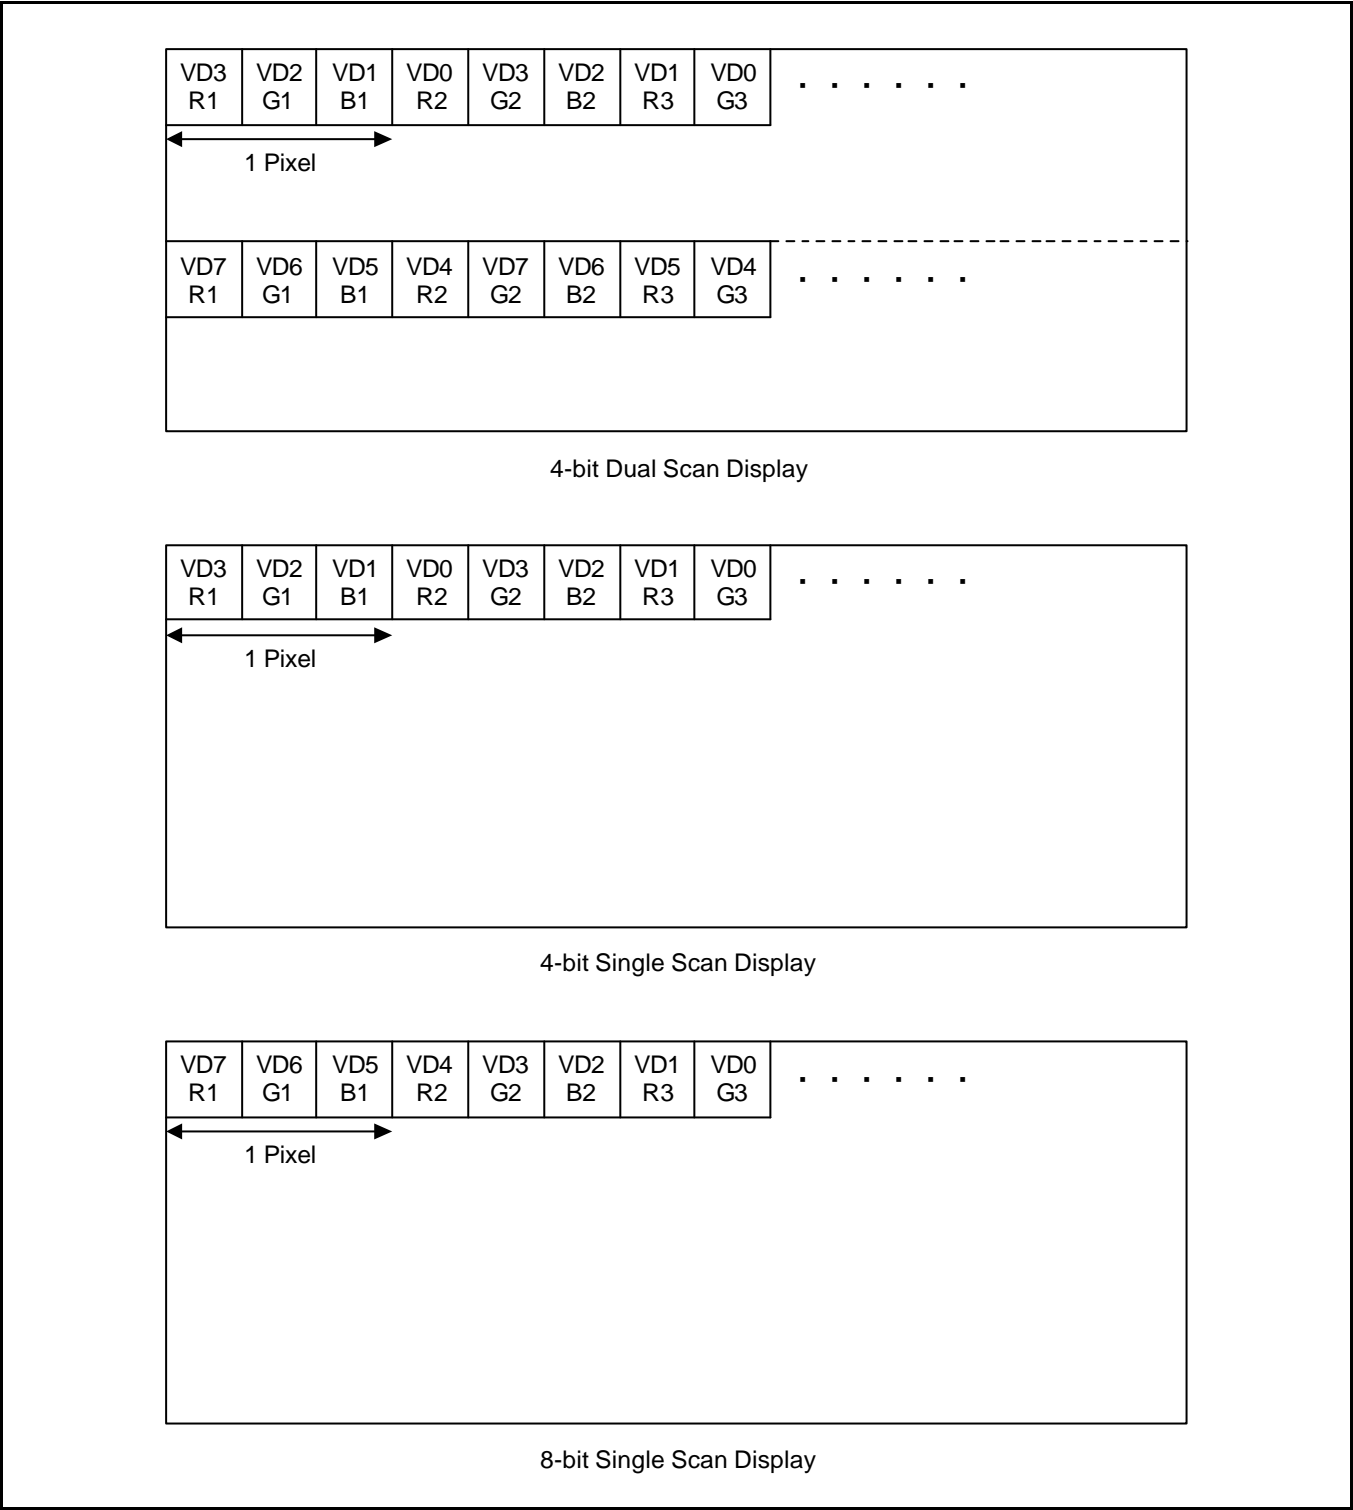 VD3 VD2 VD1 VD0 VD3 VD2 VD1 VD0 . . . . . .
R1 G1 B1 R2 G2 B2 R3 G3
1 Pixel
VD7 VD6 VD5 VD4 VD7 VD6 VD5 VD4 . . . . . .
R1 G1 B1 R2 G2 B2 R3 G3
4-bit Dual Scan Display
VD3 VD2 VD1 VD0 VD3 VD2 VD1 VD0 . . . . . .
R1 G1 B1 R2 G2 B2 R3 G3
1 Pixel
4-bit Single Scan Display
VD7 VD6 VD5 VD4 VD3 VD2 VD1 VD0 . . . . . .
R1 G1 B1 R2 G2 B2 R3 G3
1 Pixel
8-bit Single Scan Display